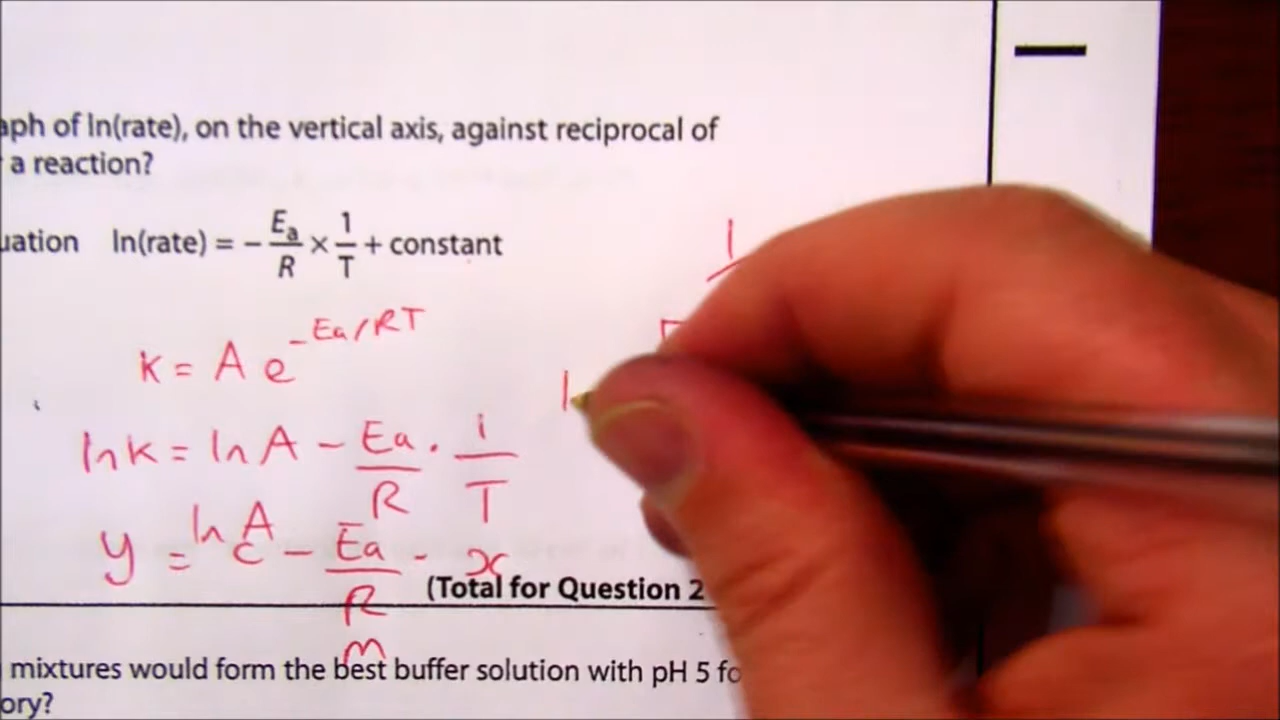 aph of ln(rate), on the vertical axis, against reciprocal of
a reaction?
uation ln(rate) = − Ea/R × 1/T + constant
1
k = A e^-Ea/RT
ln k = ln A − Ea/R · 1/T
y = ln A c − Ea/R · x
m
(Total for Question 2
mixtures would form the best buffer solution with pH 5 fo
ory?